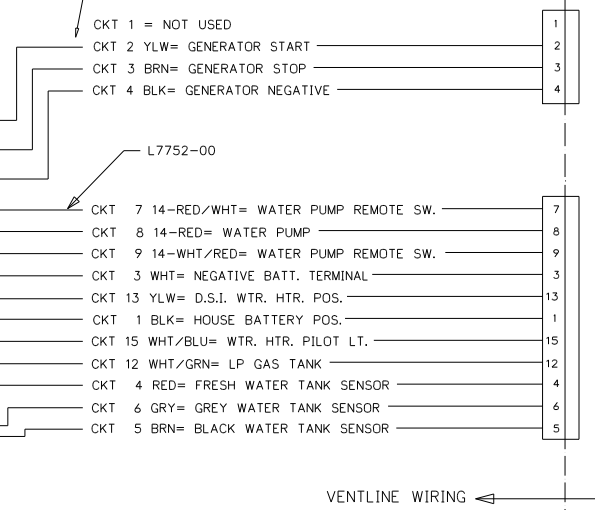 CKT 1 = NOT USED 1
CKT 2 YLW= GENERATOR START 2
CKT 3 BRN= GENERATOR STOP 3
CKT 4 BLK= GENERATOR NEGATIVE 4
L7752-00
CKT 7 14-RED/WHT= WATER PUMP REMOTE SW. 7
CKT 8 14-RED= WATER PUMP 8
CKT 9 14-WHT/RED= WATER PUMP REMOTE SW. 9
CKT 3 WHT= NEGATIVE BATT. TERMINAL 3
CKT 13 YLW= D.S.I. WTR. HTR. POS. 13
CKT 1 BLK= HOUSE BATTERY POS. 1
CKT 15 WHT/BLU= WTR. HTR. PILOT LT. 15
CKT 12 WHT/GRN= LP GAS TANK 12
CKT 4 RED= FRESH WATER TANK SENSOR 4
CKT 6 GRY= GREY WATER TANK SENSOR 6
CKT 5 BRN= BLACK WATER TANK SENSOR 5
VENTLINE WIRING